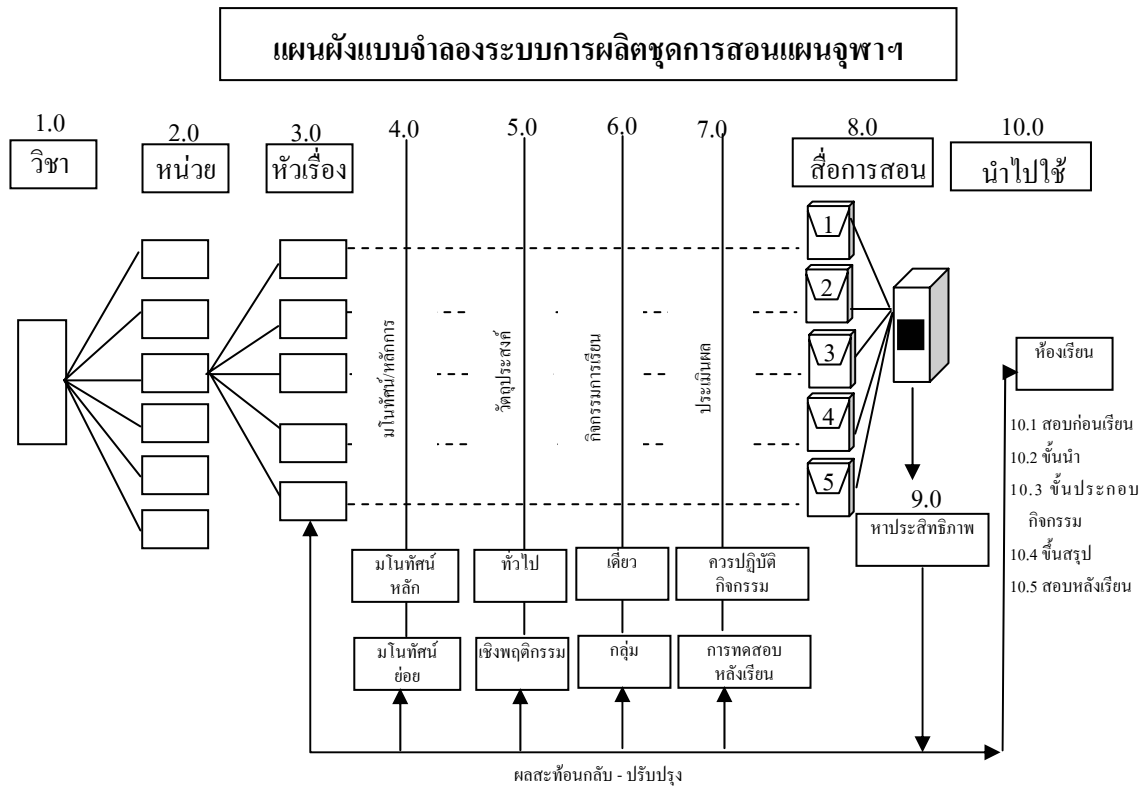 แผนผังแบบจำลองระบบการผลิตชุดการสอนแผนจุฬาฯ
1.0
วิชา
2.0
หน่วย
3.0
หัวเรื่อง
4.0
5.0
6.0
7.0
8.0
สื่อการสอน
10.0
นำไปใช้
มโนทัศน์/หลักการ
วัตถุประสงค์
กิจกรรมการเรียน
ประเมินผล
1
2
3
4
5
9.0
หาประสิทธิภาพ
ห้องเรียน
10.1 สอบก่อนเรียน
10.2 ขั้นนำ
10.3 ขั้นประกอบ
กิจกรรม
10.4 ขึ้นสรุป
10.5 สอบหลังเรียน
มโนทัศน์
หลัก
ทั่วไป
เดี่ยว
ควรปฏิบัติ
กิจกรรม
มโนทัศน์
ย่อย
เชิงพฤติกรรม
กลุ่ม
การทดสอบ
หลังเรียน
ผลสะท้อนกลับ - ปรับปรุง